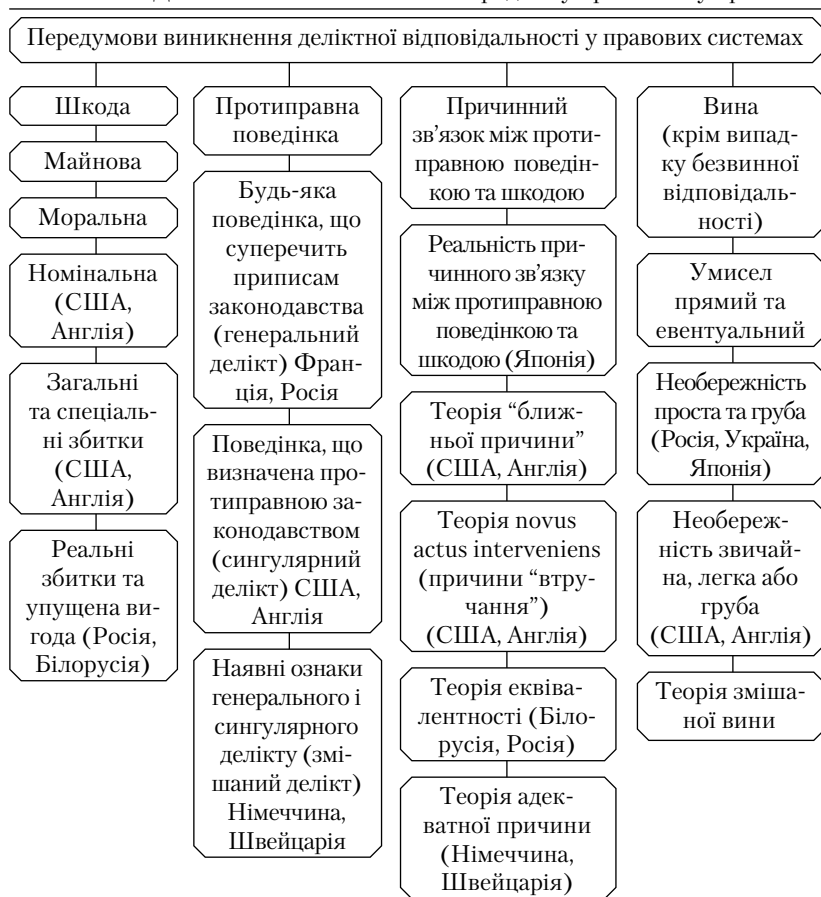 Передумови виникнення деліктної відповідальності у правових системах
Шкода
Майнова
Моральна
Номінальна
(США,
Англія)
Загальні
та спеціаль-
ні збитки
(США,
Англія)
Реальні
збитки та
упущена ви-
года (Росія,
Білорусія)
Протиправна
поведінка
Будь-яка
поведінка, що
суперечить
приписам
законодавства
(генеральний
делікт) Фран-
ція, Росія
Поведінка, що
визначена про-
типравною за-
конодавством
(сингулярний
делікт) США,
Англія
Наявні ознаки
генерального і
сингулярного
делікту (змі-
шаний делікт)
Німеччина,
Швейцарія
Причинний
зв’язок між проти-
правною поведін-
кою та шкодою
Реальність при-
чинного зв’язку
між протиправною
поведінкою та
шкодою (Японія)
Теорія “ближ-
ньої причини”
(США, Англія)
Теорія novus
actus interveniens
(причини “втру-
чання”)
(США, Англія)
Теорія еквіва-
лентності (Біло-
русія, Росія)
Теорія адек-
ватної причини
(Німеччина,
Швейцарія)
Вина
(крім випад-
ку безвинної
відповідаль-
ності)
Умисел
прямий та
евентуальний
Необережність
проста та груба
(Росія, Україна,
Японія)
Необереж-
ність звичай-
на, легка або
груба
(США, Англія)
Теорія зміша-
ної вини